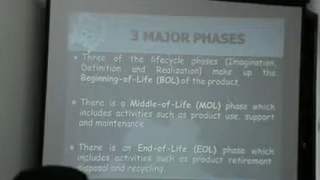 3 MAJOR PHASES
Three of the lifecycle phases (Imagination,
Definition and Realization) make up the
Beginning-of-Life (BOL) of the product.
There is a Middle-of-Life (MOL) phase which
includes activities such as product use, support
and maintenance
There is an End-of-Life (EOL) phase which
includes activities such as product retirement
disposal and recycling.